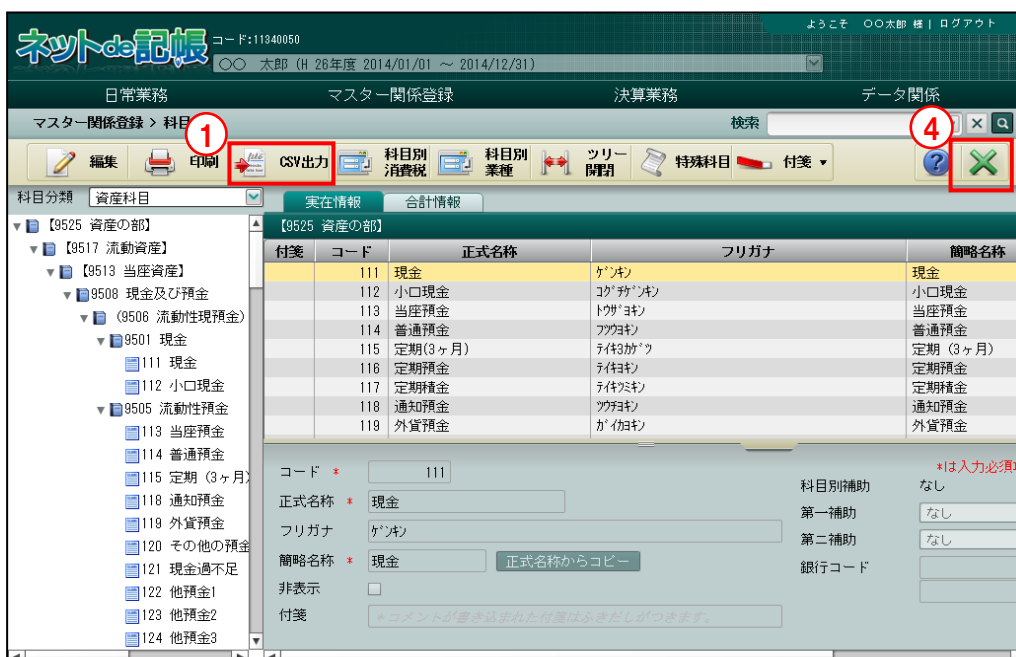 ようこそ 〇〇太郎 様 | ログアウト
ネットde記帳 コード:11340050
〇〇 太郎 (H 26年度 2014/01/01 ～ 2014/12/31)
日常業務 マスター関係登録 決算業務 データ関係
マスター関係登録 > 科目 検索
① ④
編集 印刷 CSV出力 科目別消費税 科目別業種 ツリー開閉 特殊科目 付箋 ▼
科目分類 資産科目
実在情報 合計情報
【9525 資産の部】
【9517 流動資産】
【9513 当座資産】
9508 現金及び預金
(9506 流動性現預金)
9501 現金
111 現金
112 小口現金
9505 流動性預金
113 当座預金
114 普通預金
115 定期 (3ヶ月)
118 通知預金
119 外貨預金
120 その他の預金
121 現金過不足
122 他預金1
123 他預金2
124 他預金3
【9525 資産の部】
付箋 コード 正式名称 フリガナ 簡略名称
111 現金 ｹﾞﾝｷﾝ 現金
112 小口現金 ｺｸﾞﾁｹﾞﾝｷﾝ 小口現金
113 当座預金 ﾄｳｻﾞﾖｷﾝ 当座預金
114 普通預金 ﾌﾂｳﾖｷﾝ 普通預金
115 定期(3ヶ月) ﾃｲｷ3ｶｹﾞﾂ 定期 (3ヶ月)
116 定期預金 ﾃｲｷﾖｷﾝ 定期預金
117 定期積金 ﾃｲｷﾂﾐｷﾝ 定期積金
118 通知預金 ﾂｳﾁﾖｷﾝ 通知預金
119 外貨預金 ｶﾞｲｶﾖｷﾝ 外貨預金
*は入力必須
コード * 111
正式名称 * 現金
フリガナ ｹﾞﾝｷﾝ
簡略名称 * 現金 正式名称からコピー
非表示
付箋 *コメントが書き込まれた付箋はふきだしがつきます。
科目別補助 なし
第一補助 なし
第二補助 なし
銀行コード